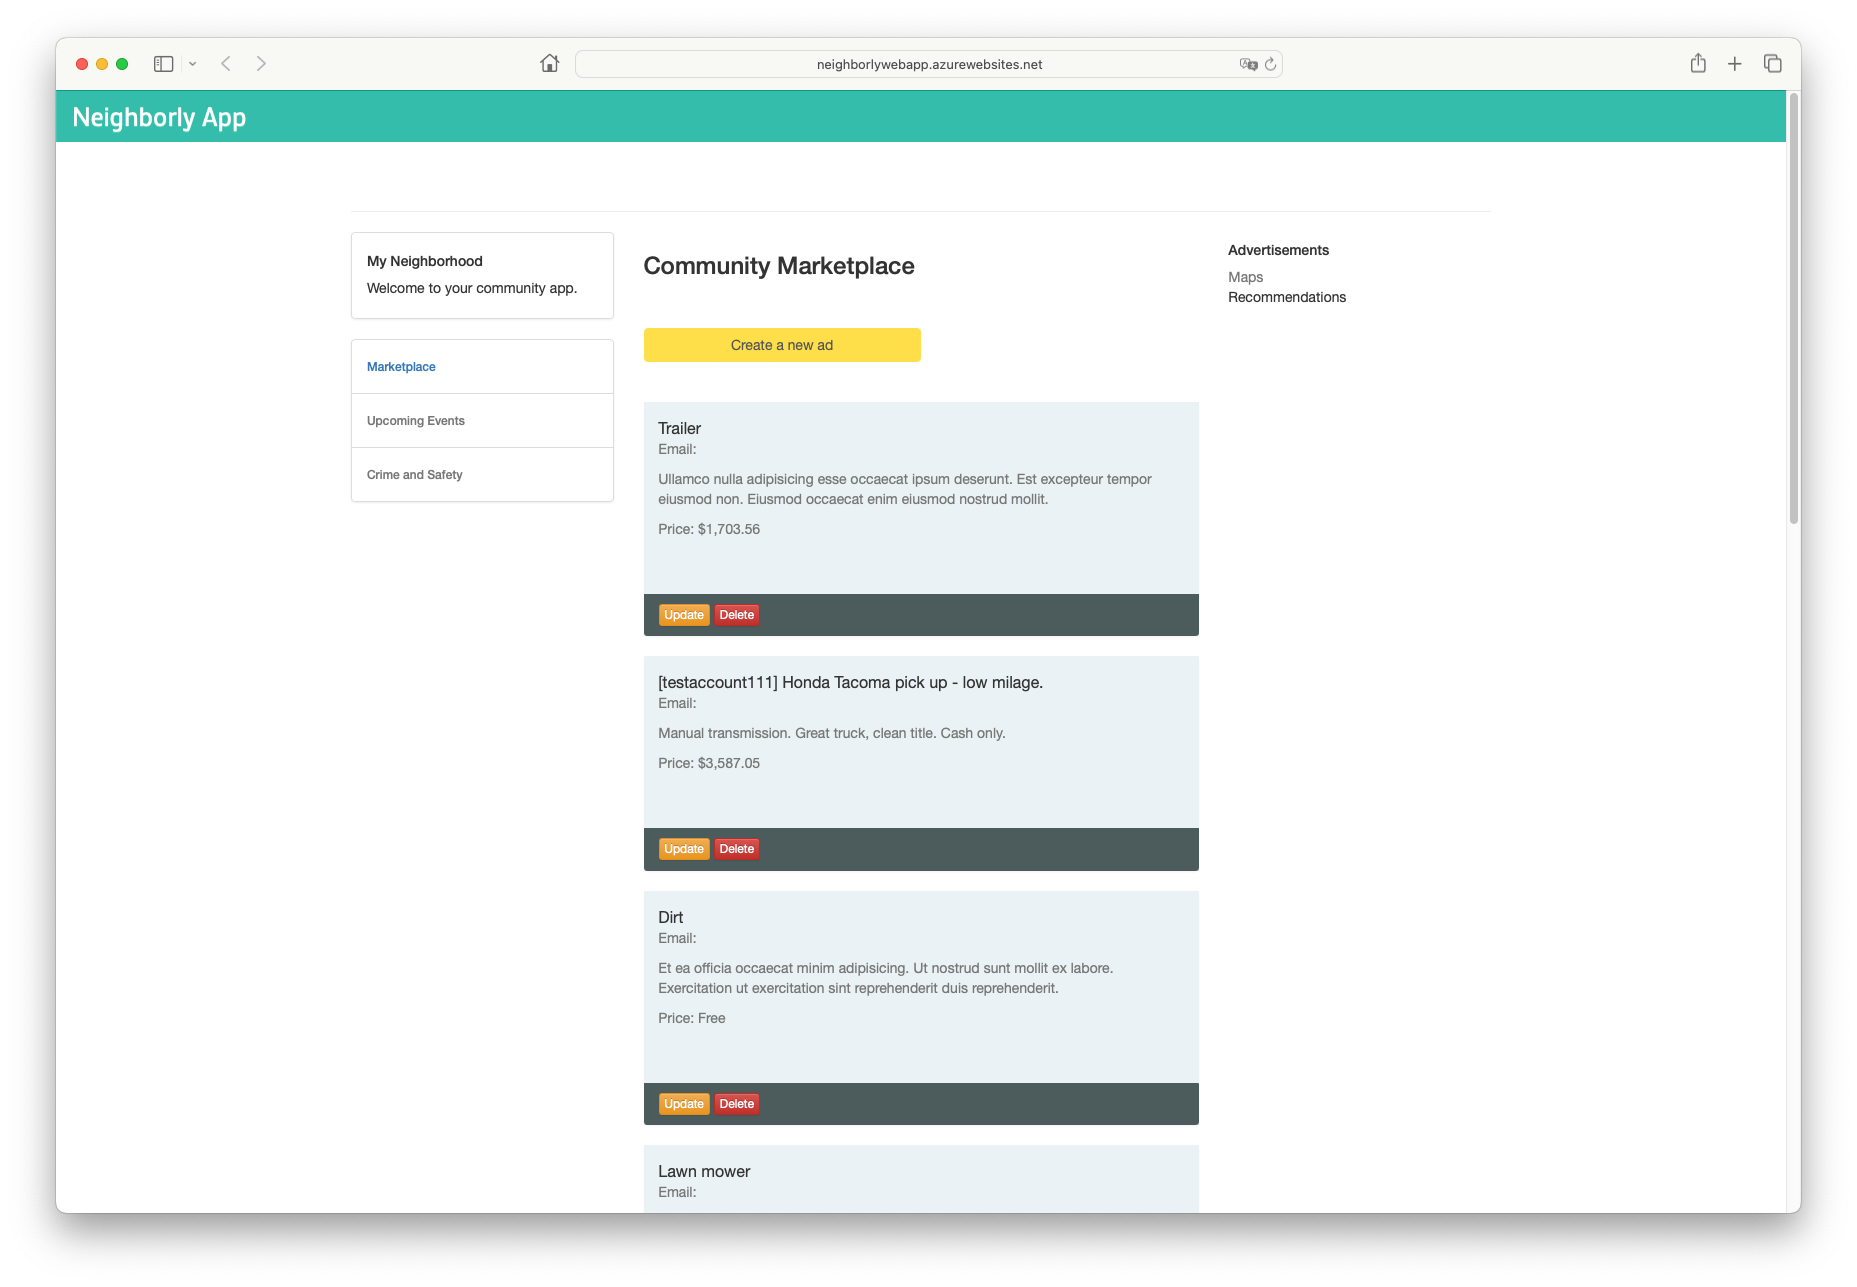 neighborlywebapp.azurewebsites.net
Neighborly App
My Neighborhood
Welcome to your community app.
Marketplace
Upcoming Events
Crime and Safety
Community Marketplace
Create a new ad
Trailer
Email:
Ullamco nulla adipisicing esse occaecat ipsum deserunt. Est excepteur tempor
eiusmod non. Eiusmod occaecat enim eiusmod nostrud mollit.
Price: $1,703.56
Update Delete
[testaccount111] Honda Tacoma pick up - low milage.
Email:
Manual transmission. Great truck, clean title. Cash only.
Price: $3,587.05
Update Delete
Dirt
Email:
Et ea officia occaecat minim adipisicing. Ut nostrud sunt mollit ex labore.
Exercitation ut exercitation sint reprehenderit duis reprehenderit.
Price: Free
Update Delete
Lawn mower
Email:
Advertisements
Maps
Recommendations